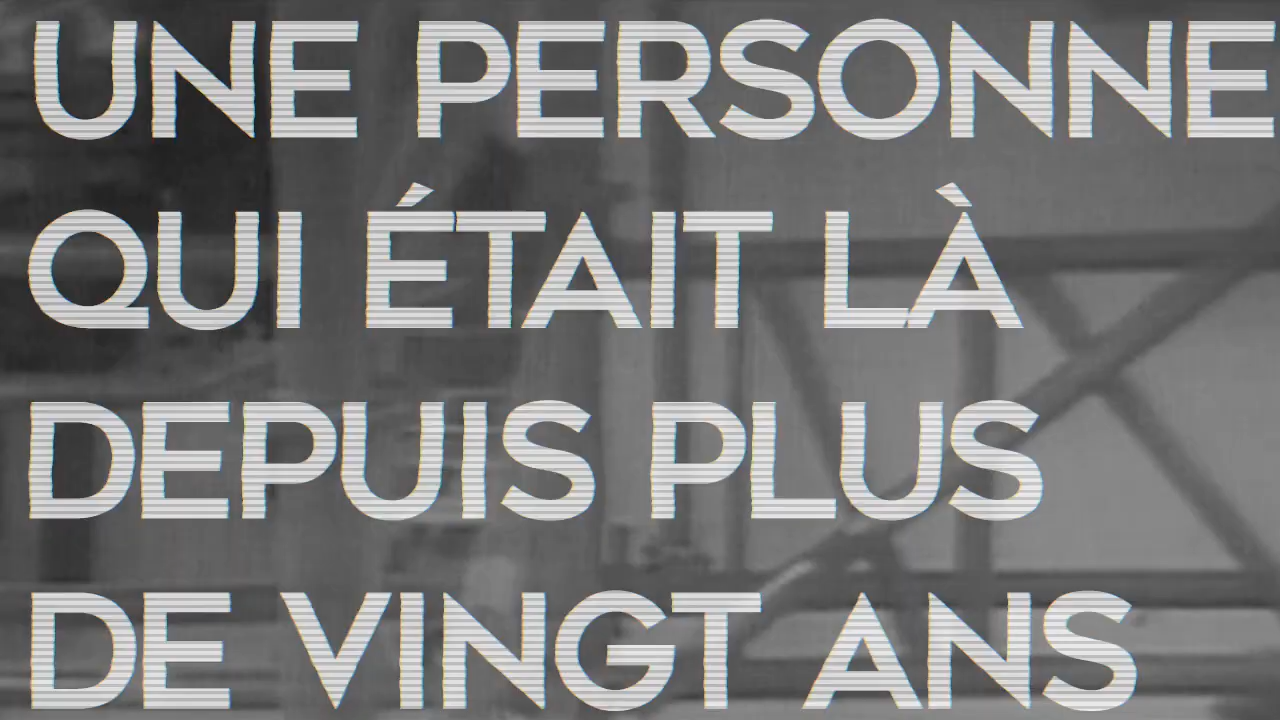 UNE PERSONNE
QUI ÉTAIT LÀ
DEPUIS PLUS
DE VINGT ANS